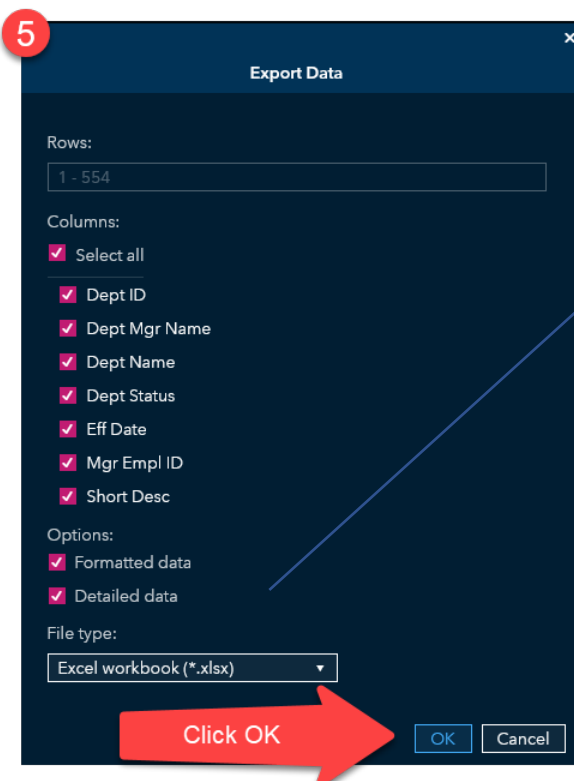 5
×
Export Data
Rows:
1 - 554
Columns:
Select all
Dept ID
Dept Mgr Name
Dept Name
Dept Status
Eff Date
Mgr Empl ID
Short Desc
Options:
Formatted data
Detailed data
File type:
Excel workbook (*.xlsx)
Click OK
OK Cancel